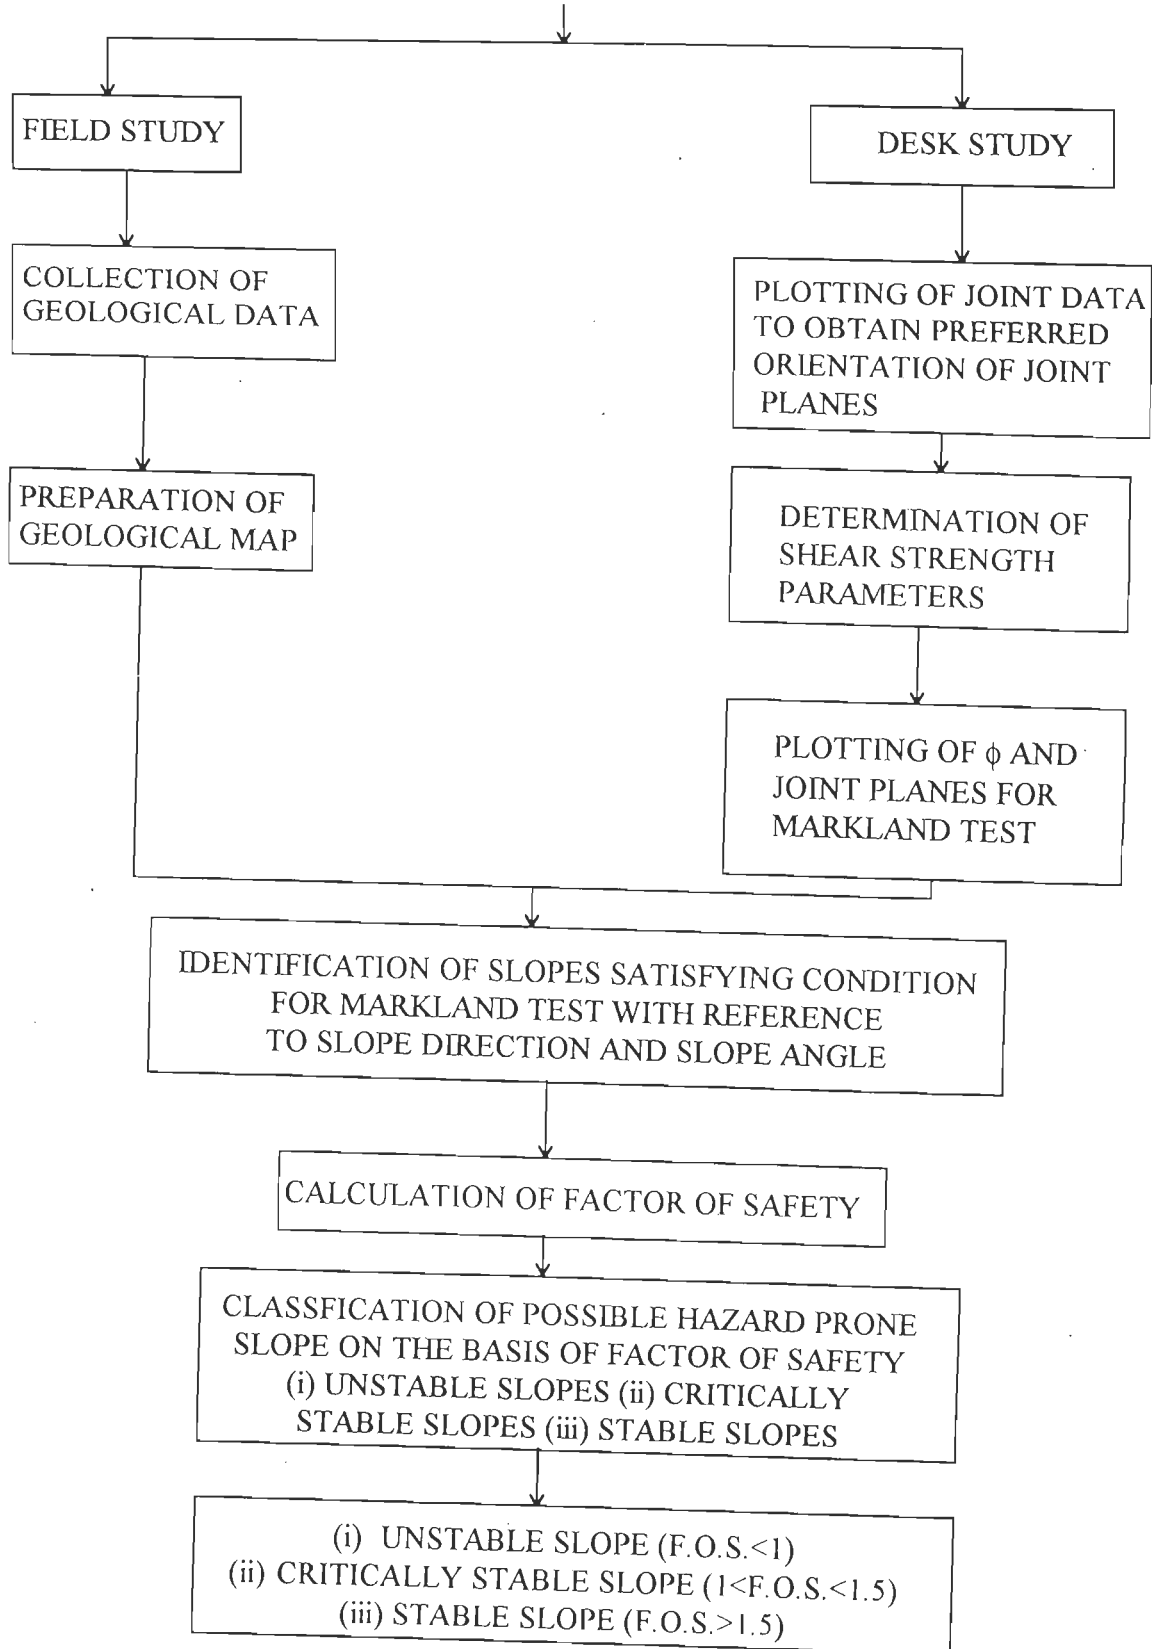 FIELD STUDY
COLLECTION OF
GEOLOGICAL DATA
PREPARATION OF
GEOLOGICAL MAP
DESK STUDY
PLOTTING OF JOINT DATA
TO OBTAIN PREFERRED
ORIENTATION OF JOINT
PLANES
DETERMINATION OF
SHEAR STRENGTH
PARAMETERS
PLOTTING OF ϕ AND
JOINT PLANES FOR
MARKLAND TEST
IDENTIFICATION OF SLOPES SATISFYING CONDITION
FOR MARKLAND TEST WITH REFERENCE
TO SLOPE DIRECTION AND SLOPE ANGLE
CALCULATION OF FACTOR OF SAFETY
CLASSFICATION OF POSSIBLE HAZARD PRONE
SLOPE ON THE BASIS OF FACTOR OF SAFETY
(i) UNSTABLE SLOPES (ii) CRITICALLY
STABLE SLOPES (iii) STABLE SLOPES
(i) UNSTABLE SLOPE (F.O.S.<1)
(ii) CRITICALLY STABLE SLOPE (1<F.O.S.<1.5)
(iii) STABLE SLOPE (F.O.S.>1.5)